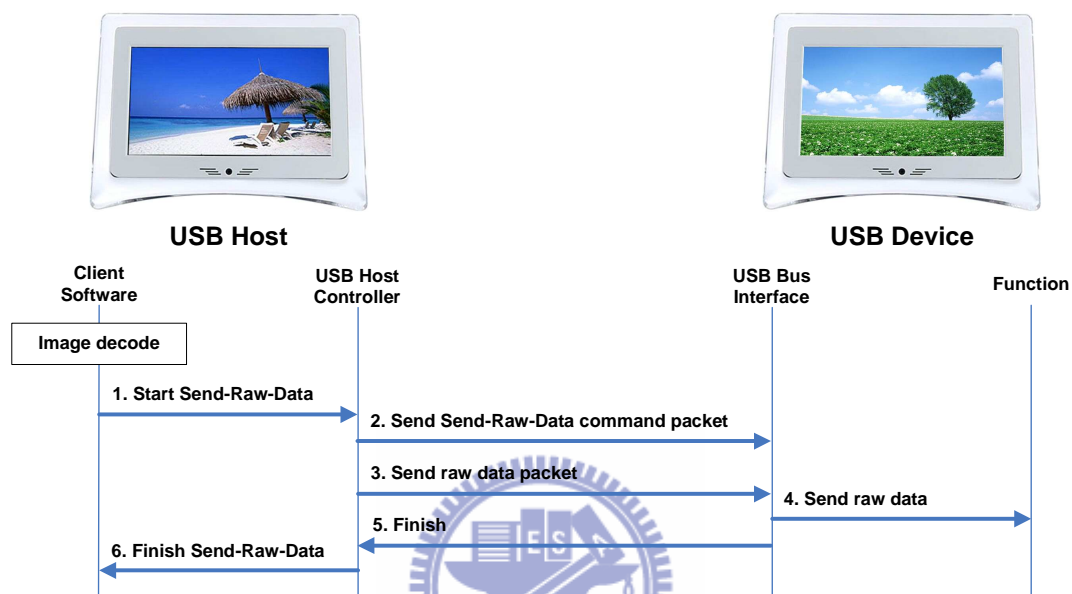 USB Host
USB Device
Client
Software
USB Host
Controller
USB Bus
Interface
Function
Image decode
1. Start Send-Raw-Data
2. Send Send-Raw-Data command packet
3. Send raw data packet
4. Send raw data
5. Finish
6. Finish Send-Raw-Data
E S